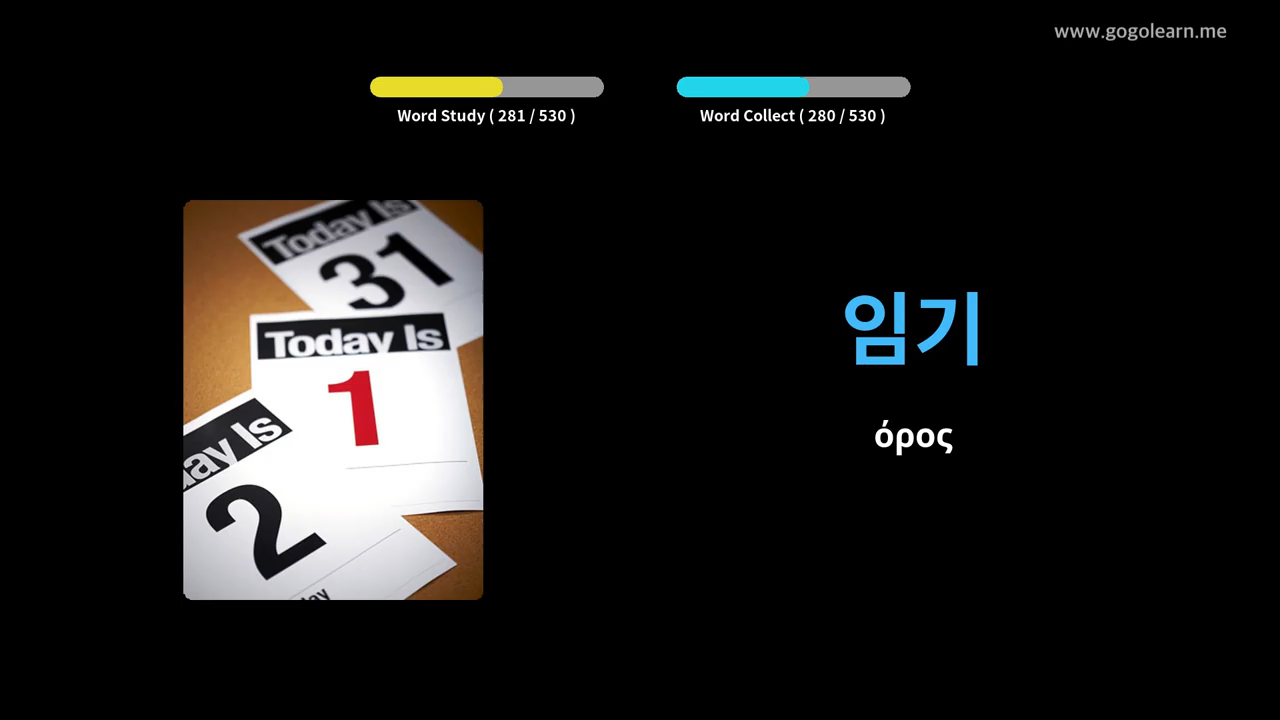 www.gogolearn.me
Word Study ( 281 / 530 )
Word Collect ( 280 / 530 )
Today Is
31
Today Is
1
ay Is
2
임기
όρος